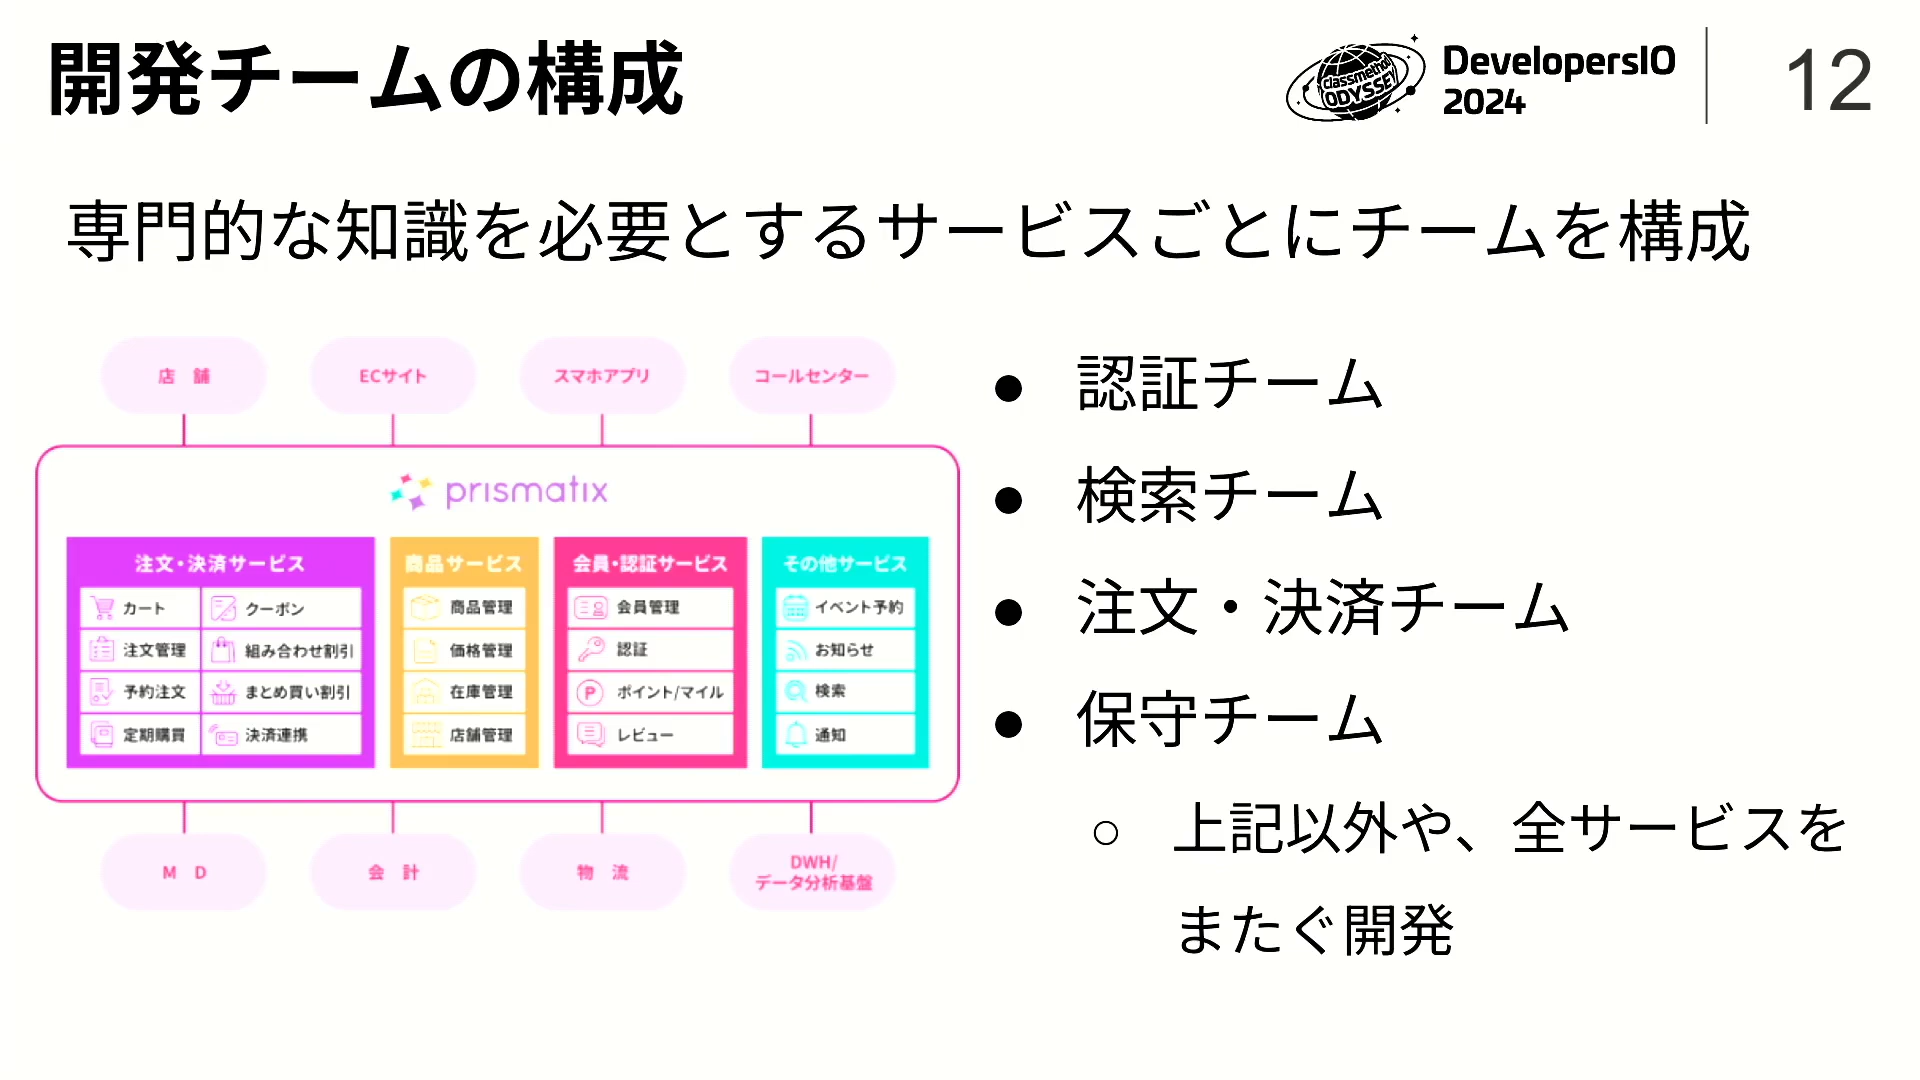 開発チームの構成
classmethod
ODYSSEY
DevelopersIO
2024
12
専門的な知識を必要とするサービスごとにチームを構成
店 舗
ECサイト
スマホアプリ
コールセンター
prismatix
注文・決済サービス
カート
クーポン
注文管理
組み合わせ割引
予約注文
まとめ買い割引
定期購買
決済連携
商品サービス
商品管理
価格管理
在庫管理
店舗管理
会員・認証サービス
会員管理
認証
P
ポイント/マイル
レビュー
その他サービス
イベント予約
お知らせ
検索
通知
M D
会 計
物 流
DWH/
データ分析基盤
● 認証チーム
● 検索チーム
● 注文・決済チーム
● 保守チーム
○ 上記以外や、全サービスを
またぐ開発